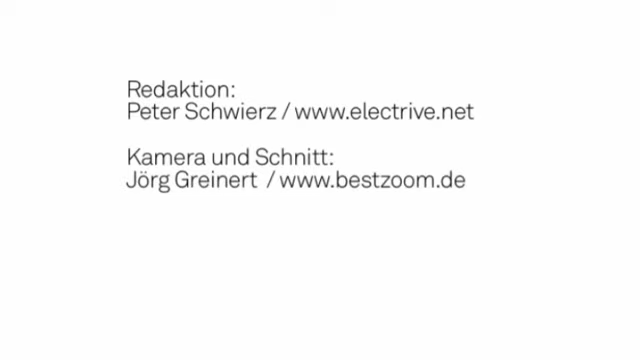 Redaktion:
Peter Schwierz / www.electrive.net
Kamera und Schnitt:
Jörg Greinert / www.bestzoom.de